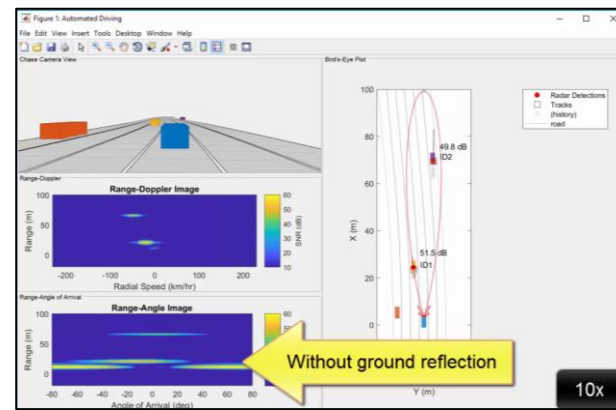 Figure 1: Automated Driving
File Edit View Insert Tools Desktop Window Help
Chase Camera View
Bird's-Eye Plot
Radar Detections
Tracks
(history)
road
100
80
60
40
20
0
X (m)
Y (m)
49.8 dB
ID2
51.5 dB
ID1
Range-Doppler
Range-Doppler Image
100
50
0
Range (m)
-200 -100 0 100 200
Radial Speed (km/hr)
60
50
40
30
20
10
SNR (dB)
Range-Angle of Arrival
Range-Angle Image
100
50
0
Range (m)
-80 -60 -40 -20 0 20 40 60 80
Angle of Arrival (deg)
60
50
Without ground reflection
10x